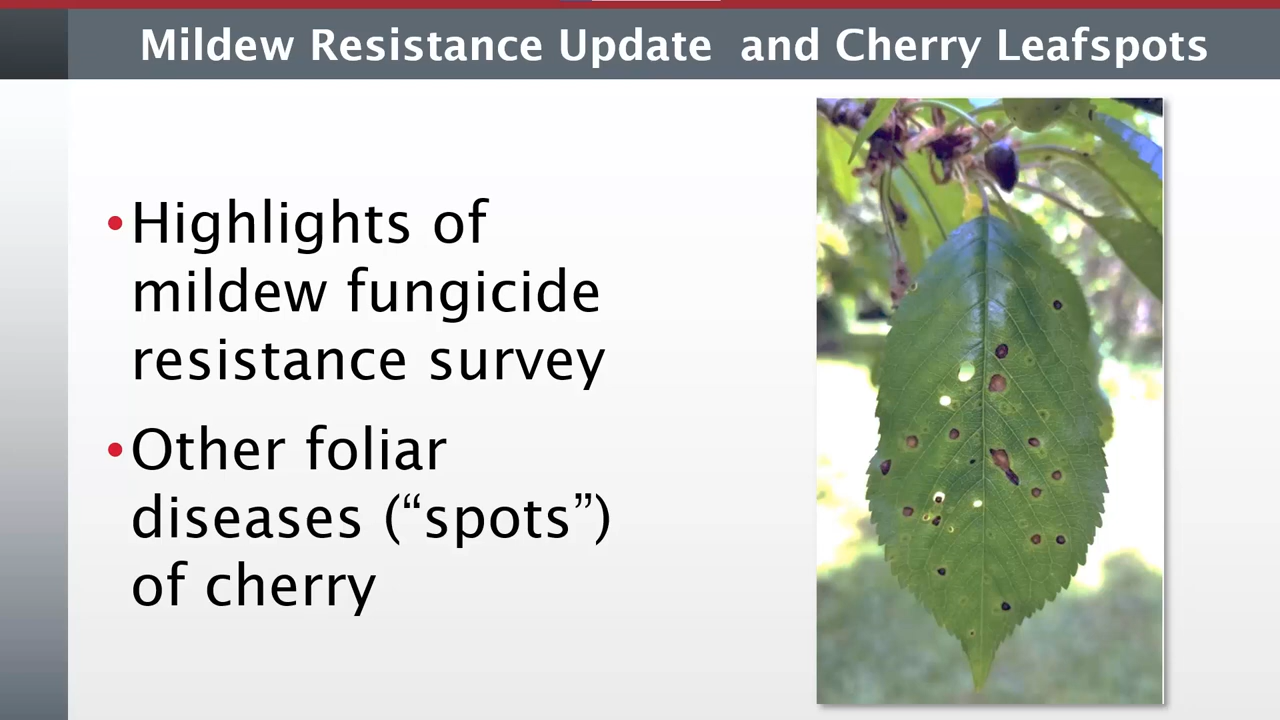 Mildew Resistance Update  and Cherry Leafspots
•Highlights of
mildew fungicide
resistance survey
•Other foliar
diseases (“spots”)
of cherry